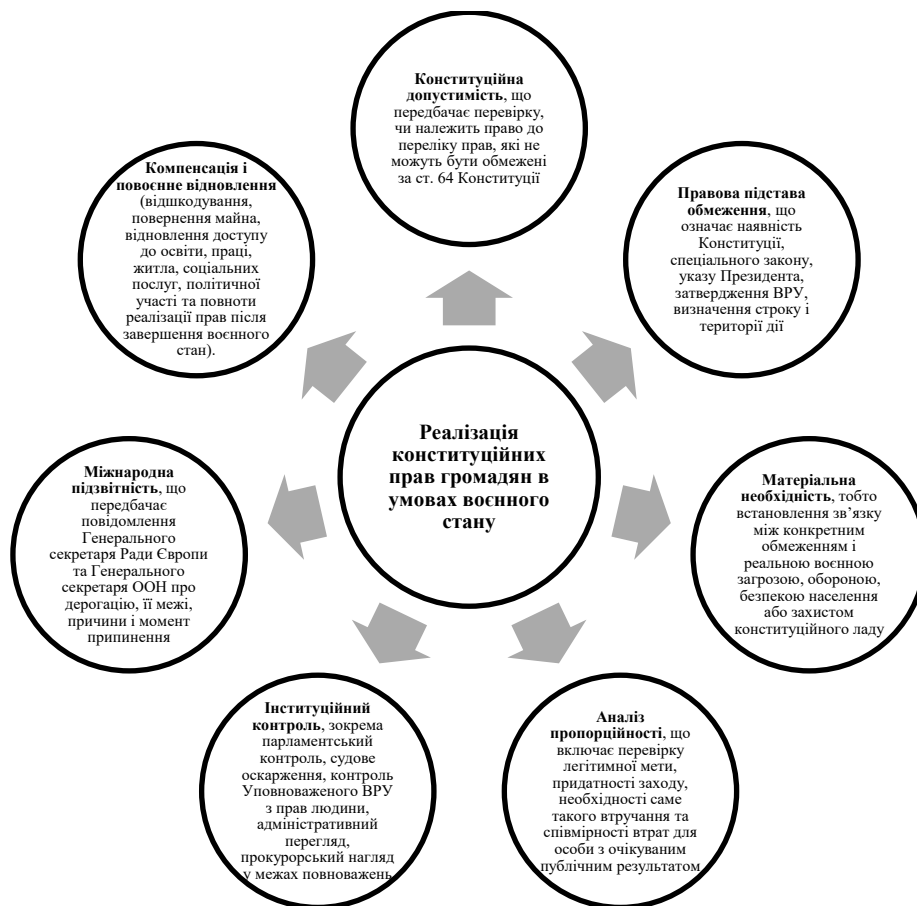 Конституційна
допустимість, що
передбачає перевірку,
чи належить право до
переліку прав, які не
можуть бути обмежені
за ст. 64 Конституції
Правова підстава
обмеження, що
означає наявність
Конституції,
спеціального закону,
указу Президента,
затвердження ВРУ,
визначення строку і
території дії
Матеріальна
необхідність, тобто
встановлення зв’язку
між конкретним
обмеженням і
реальною воєнною
загрозою, обороною,
безпекою населення
або захистом
конституційного ладу
Аналіз
пропорційності, що
включає перевірку
легітимної мети,
придатності заходу,
необхідності саме
такого втручання та
співмірності втрат для
особи з очікуваним
публічним результатом
Інституційний
контроль, зокрема
парламентський
контроль, судове
оскарження, контроль
Уповноваженого ВРУ
з прав людини,
адміністративний
перегляд,
прокурорський нагляд
у межах повноважень
Міжнародна
підзвітність, що
передбачає
повідомлення
Генерального
секретаря Ради Європи
та Генерального
секретаря ООН про
дерогацію, її межі,
причини і момент
припинення
Компенсація і
повоєнне відновлення
(відшкодування,
повернення майна,
відновлення доступу
до освіти, праці,
житла, соціальних
послуг, політичної
участі та повноти
реалізації прав після
завершення воєнного
стан).
Реалізація
конституційних
прав громадян в
умовах воєнного
стану